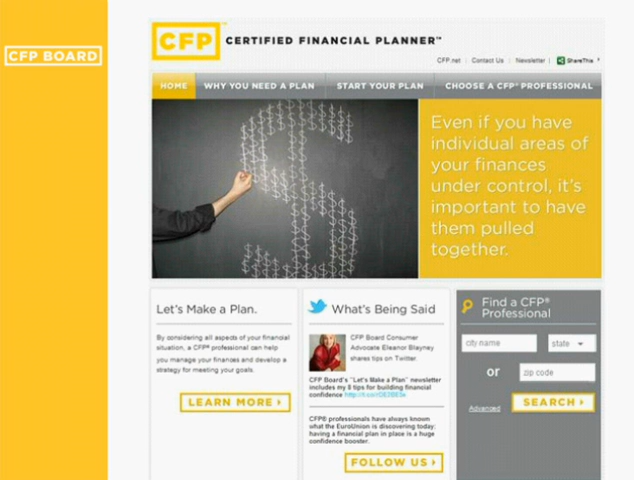 CFP BOARD
CFP™ CERTIFIED FINANCIAL PLANNER™
CFP.net | Contact Us | Newsletter | ShareThis
HOME WHY YOU NEED A PLAN START YOUR PLAN CHOOSE A CFP® PROFESSIONAL
Even if you have
individual areas of
your finances
under control, it's
important to have
them pulled
together.
Let's Make a Plan.
By considering all aspects of your financial
situation, a CFP® professional can help
you manage your finances and develop a
strategy for meeting your goals.
LEARN MORE ›
What's Being Said
CFP Board Consumer
Advocate Eleanor Blayney
shares tips on Twitter.
CFP Board's "Let's Make a Plan" newsletter
includes my 5 tips for building financial
confidence
CFP® professionals have always known
what the EuroUnion is discovering today:
having a financial plan in place is a huge
confidence booster.
FOLLOW US ›
Find a CFP®
Professional
city name state
or zip code
Advanced SEARCH ›